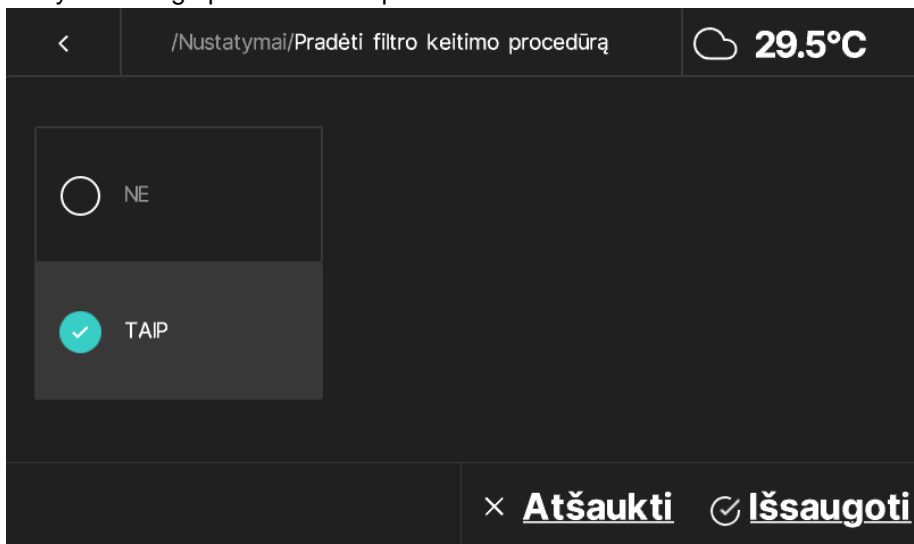 /Nustatymai/Pradėti filtro keitimo procedūrą
29.5°C
NE
TAIP
Atšaukti
Išsaugoti